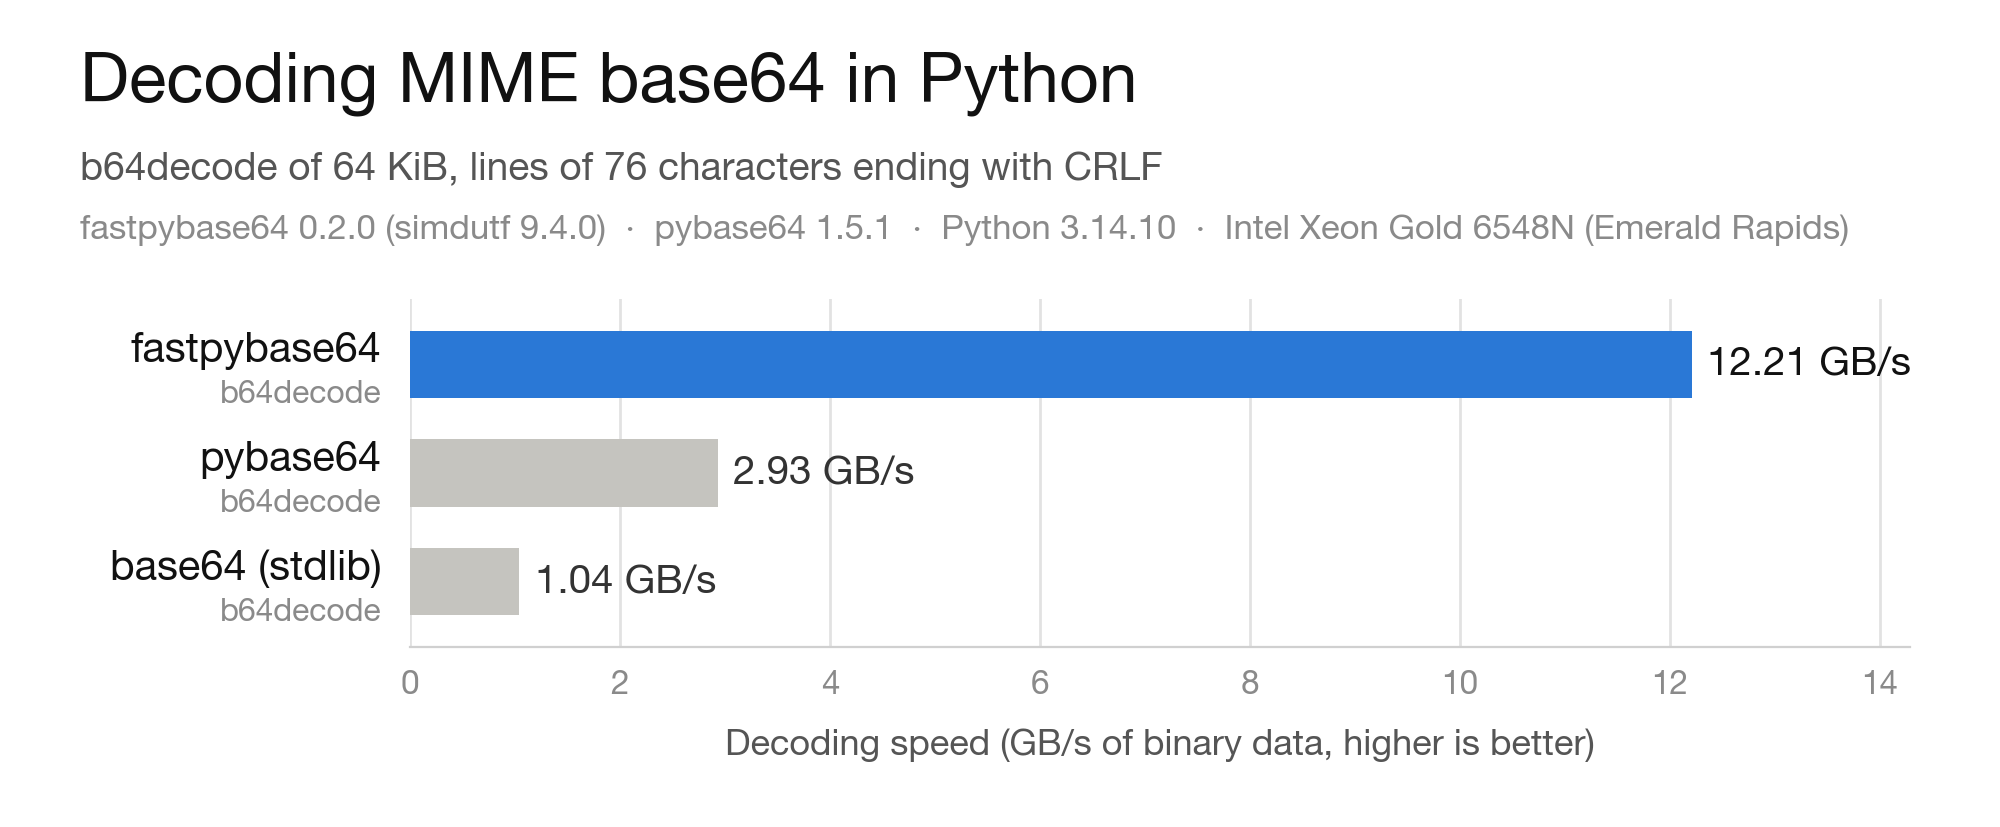 Decoding MIME base64 in Python
b64decode of 64 KiB, lines of 76 characters ending with CRLF
fastpybase64 0.2.0 (simdutf 9.4.0) · pybase64 1.5.1 · Python 3.14.10 · Intel Xeon Gold 6548N (Emerald Rapids)
fastpybase64
b64decode
12.21 GB/s
pybase64
b64decode
2.93 GB/s
base64 (stdlib)
b64decode
1.04 GB/s
0 2 4 6 8 10 12 14
Decoding speed (GB/s of binary data, higher is better)